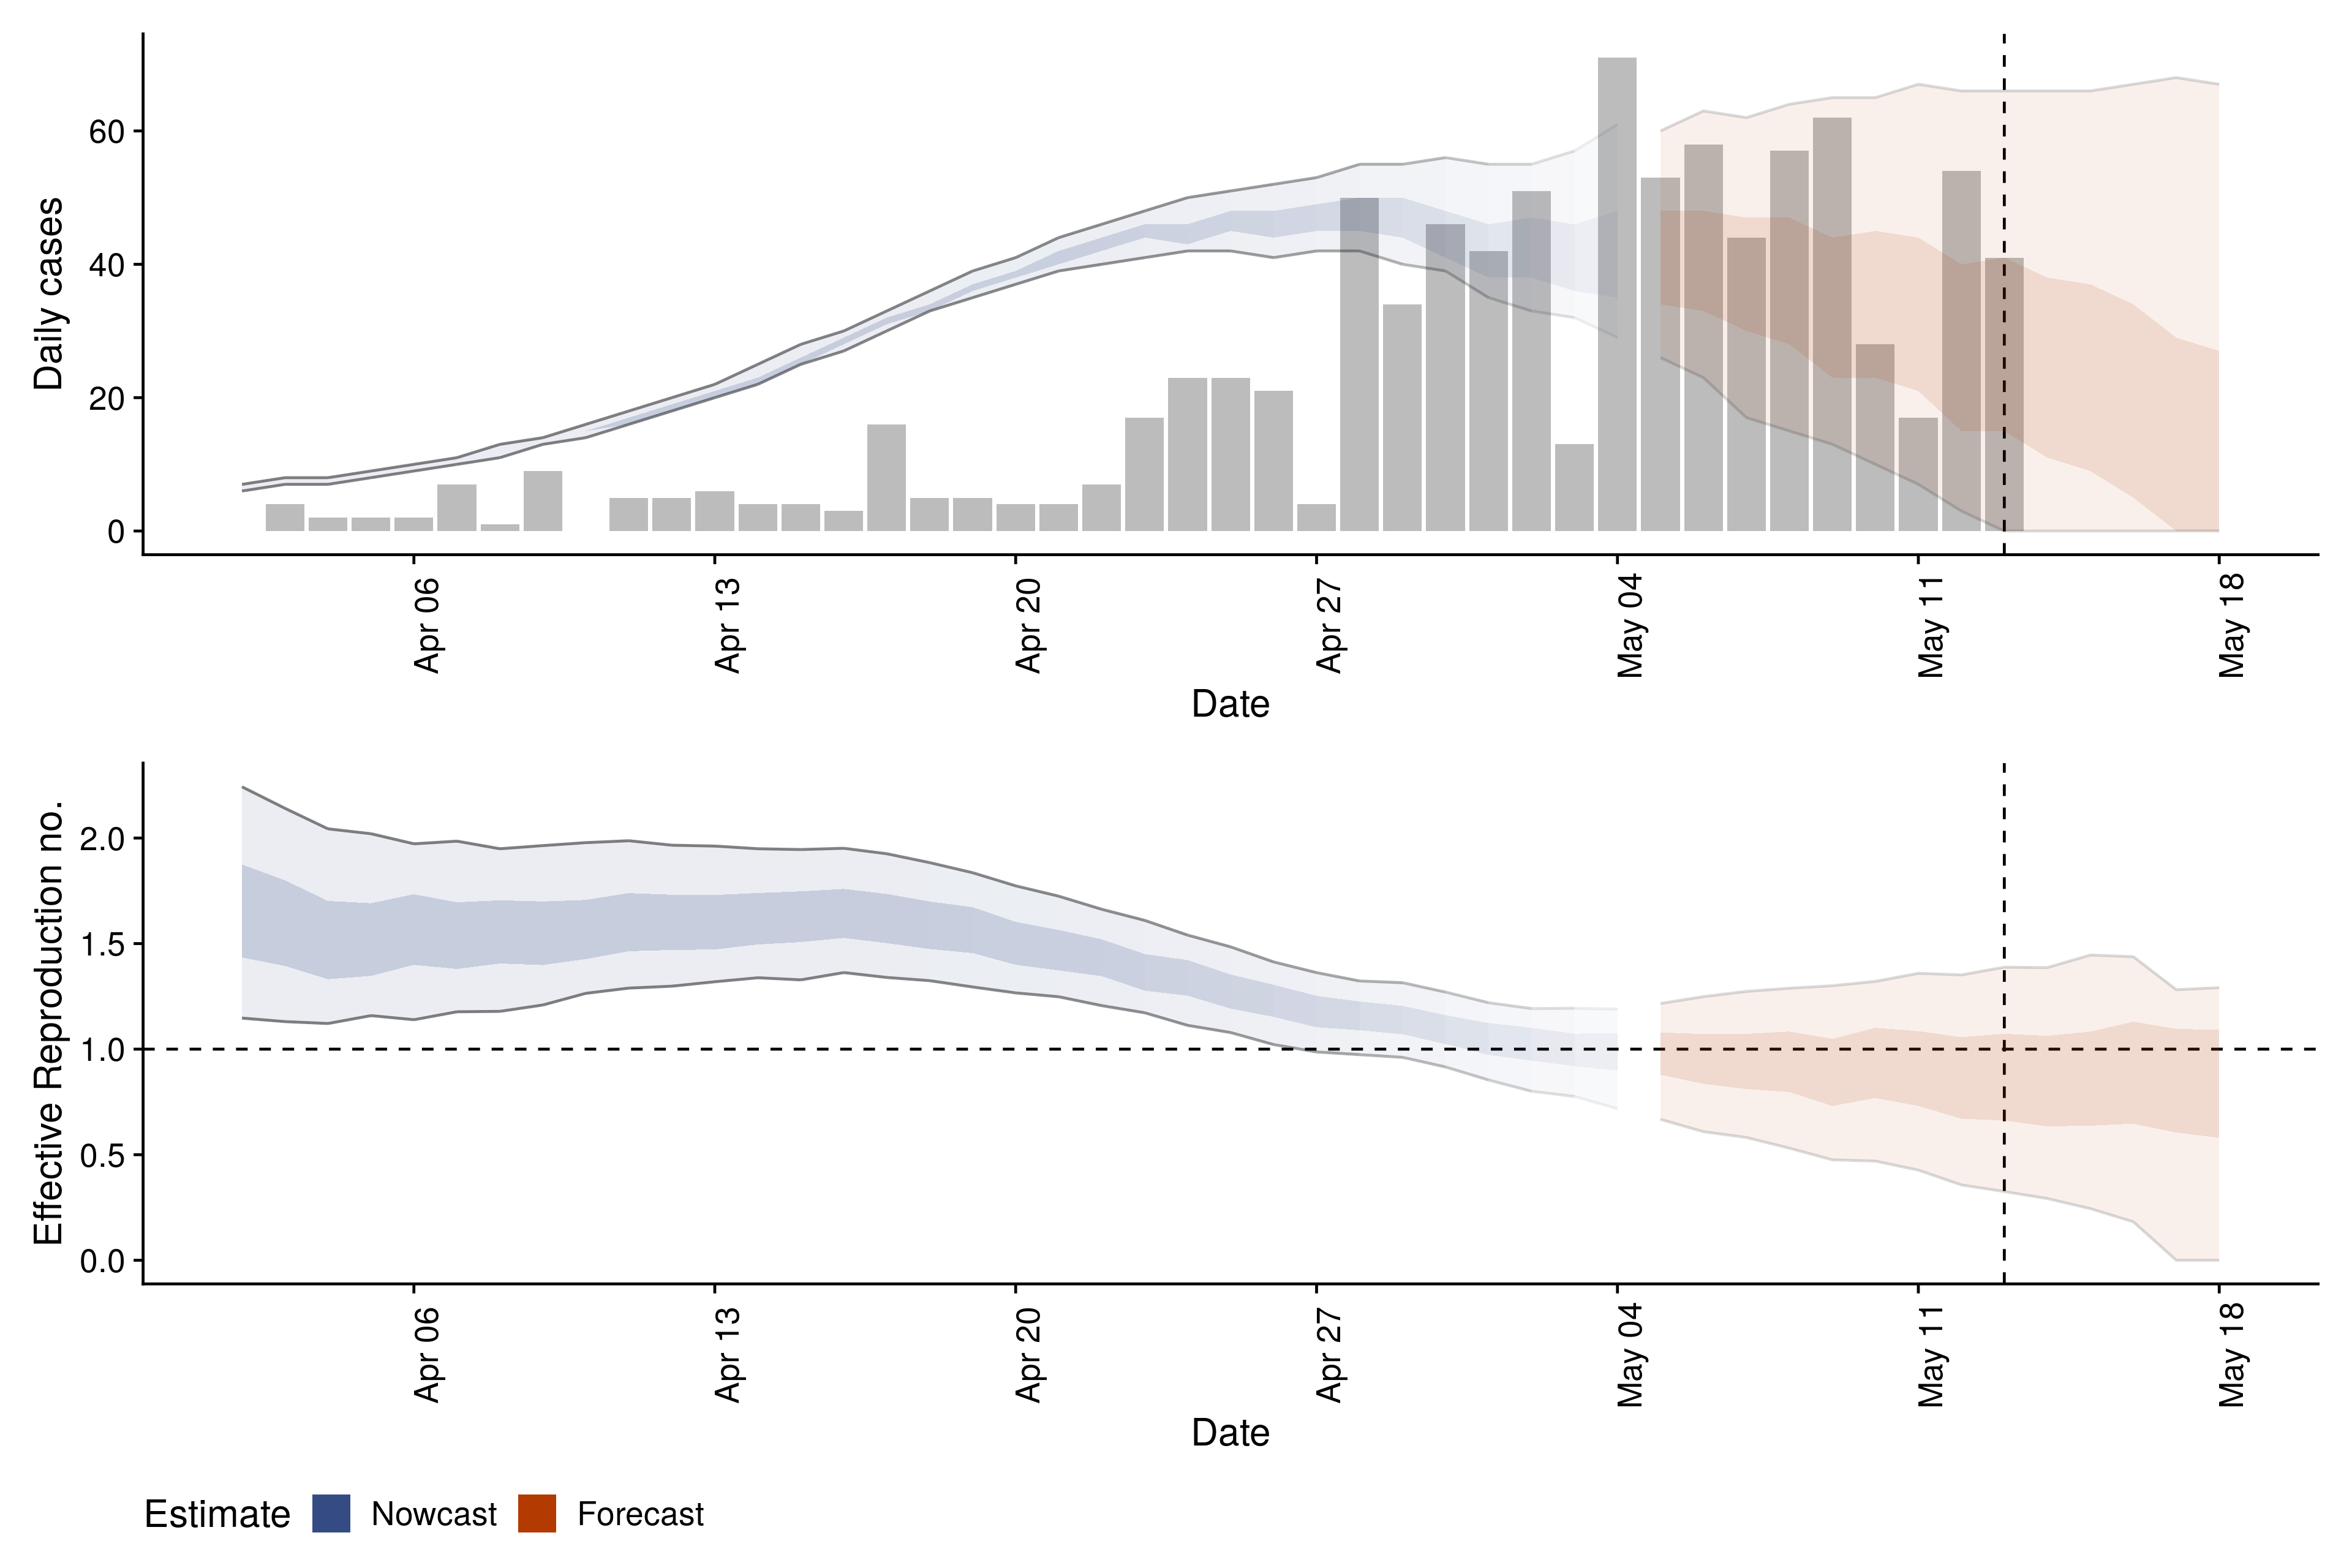 Daily cases
60
40
20
0
Apr 06
Apr 13
Apr 20
Apr 27
May 04
May 11
May 18
Date
Effective Reproduction no.
2.0
1.5
1.0
0.5
0.0
Apr 06
Apr 13
Apr 20
Apr 27
May 04
May 11
May 18
Date
Estimate Nowcast Forecast